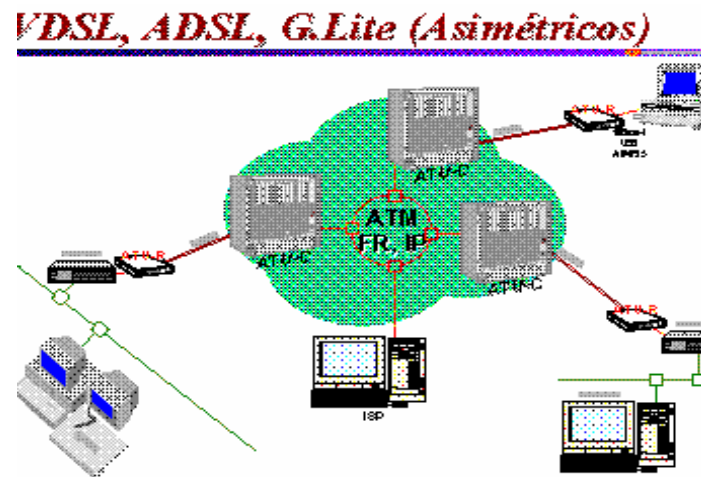 VDSL, ADSL, G.Lite (Asimétricos)
ATU-R
ATU-C
ATM
FR, IP
ATU-R
ATU-C
ATU-C
ATU-R
ISP